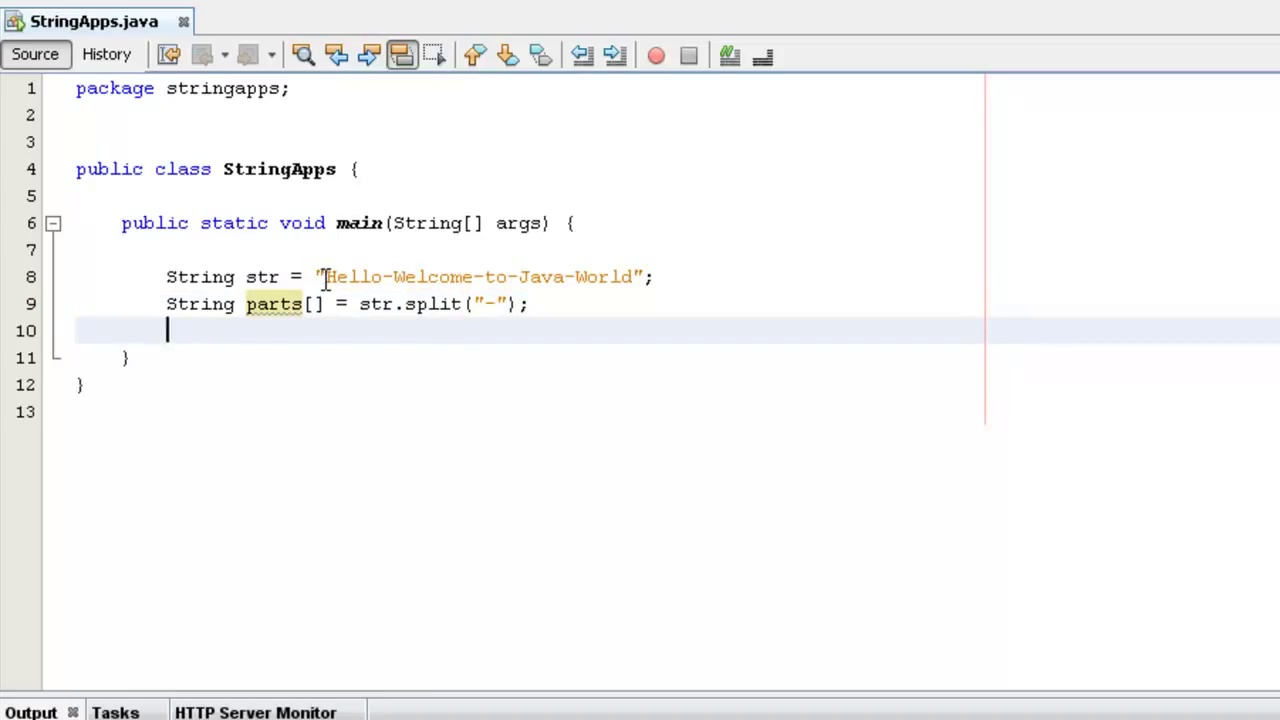 StringApps.java
Source History
1 package stringapps;
2
3
4 public class StringApps {
5
6 public static void main(String[] args) {
7
8 String str = "Hello-Welcome-to-Java-World";
9 String parts[] = str.split("-");
10
11 }
12 }
13
Output Tasks HTTP Server Monitor